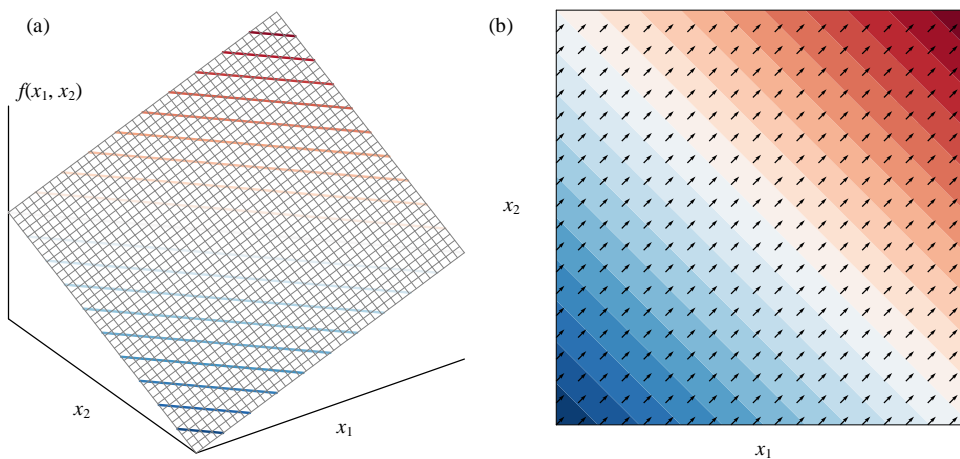 (a)
f(x₁, x₂)
x₂
x₁
(b)
x₂
x₁